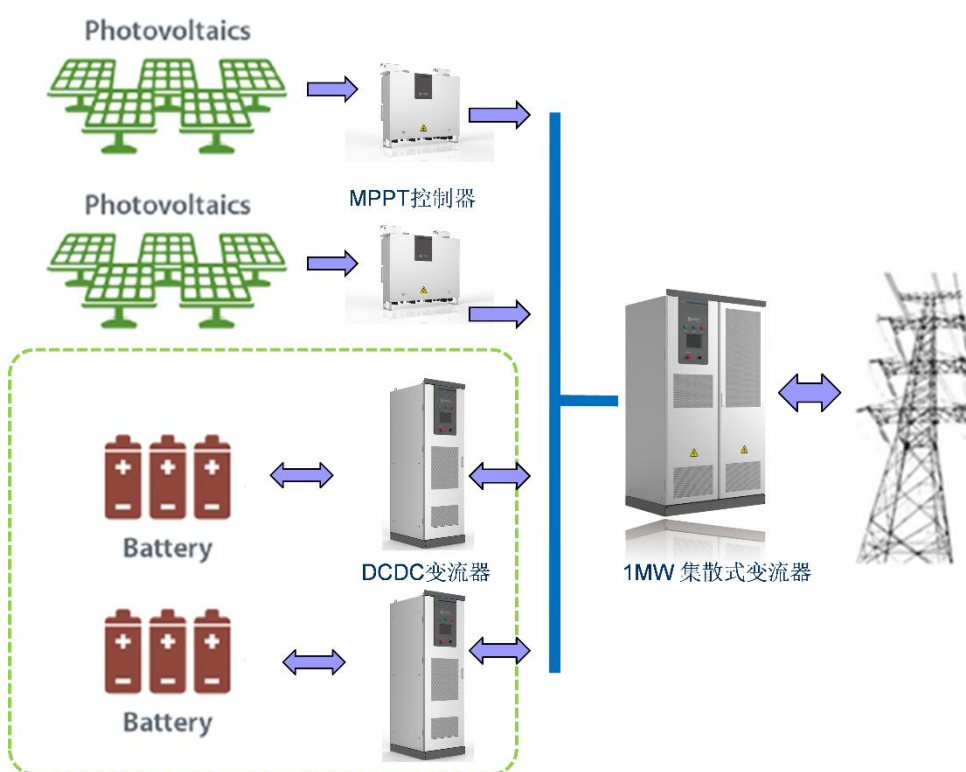 Photovoltaics
MPPT控制器
Photovoltaics
Battery
DCDC变流器
1MW 集散式变流器
Battery